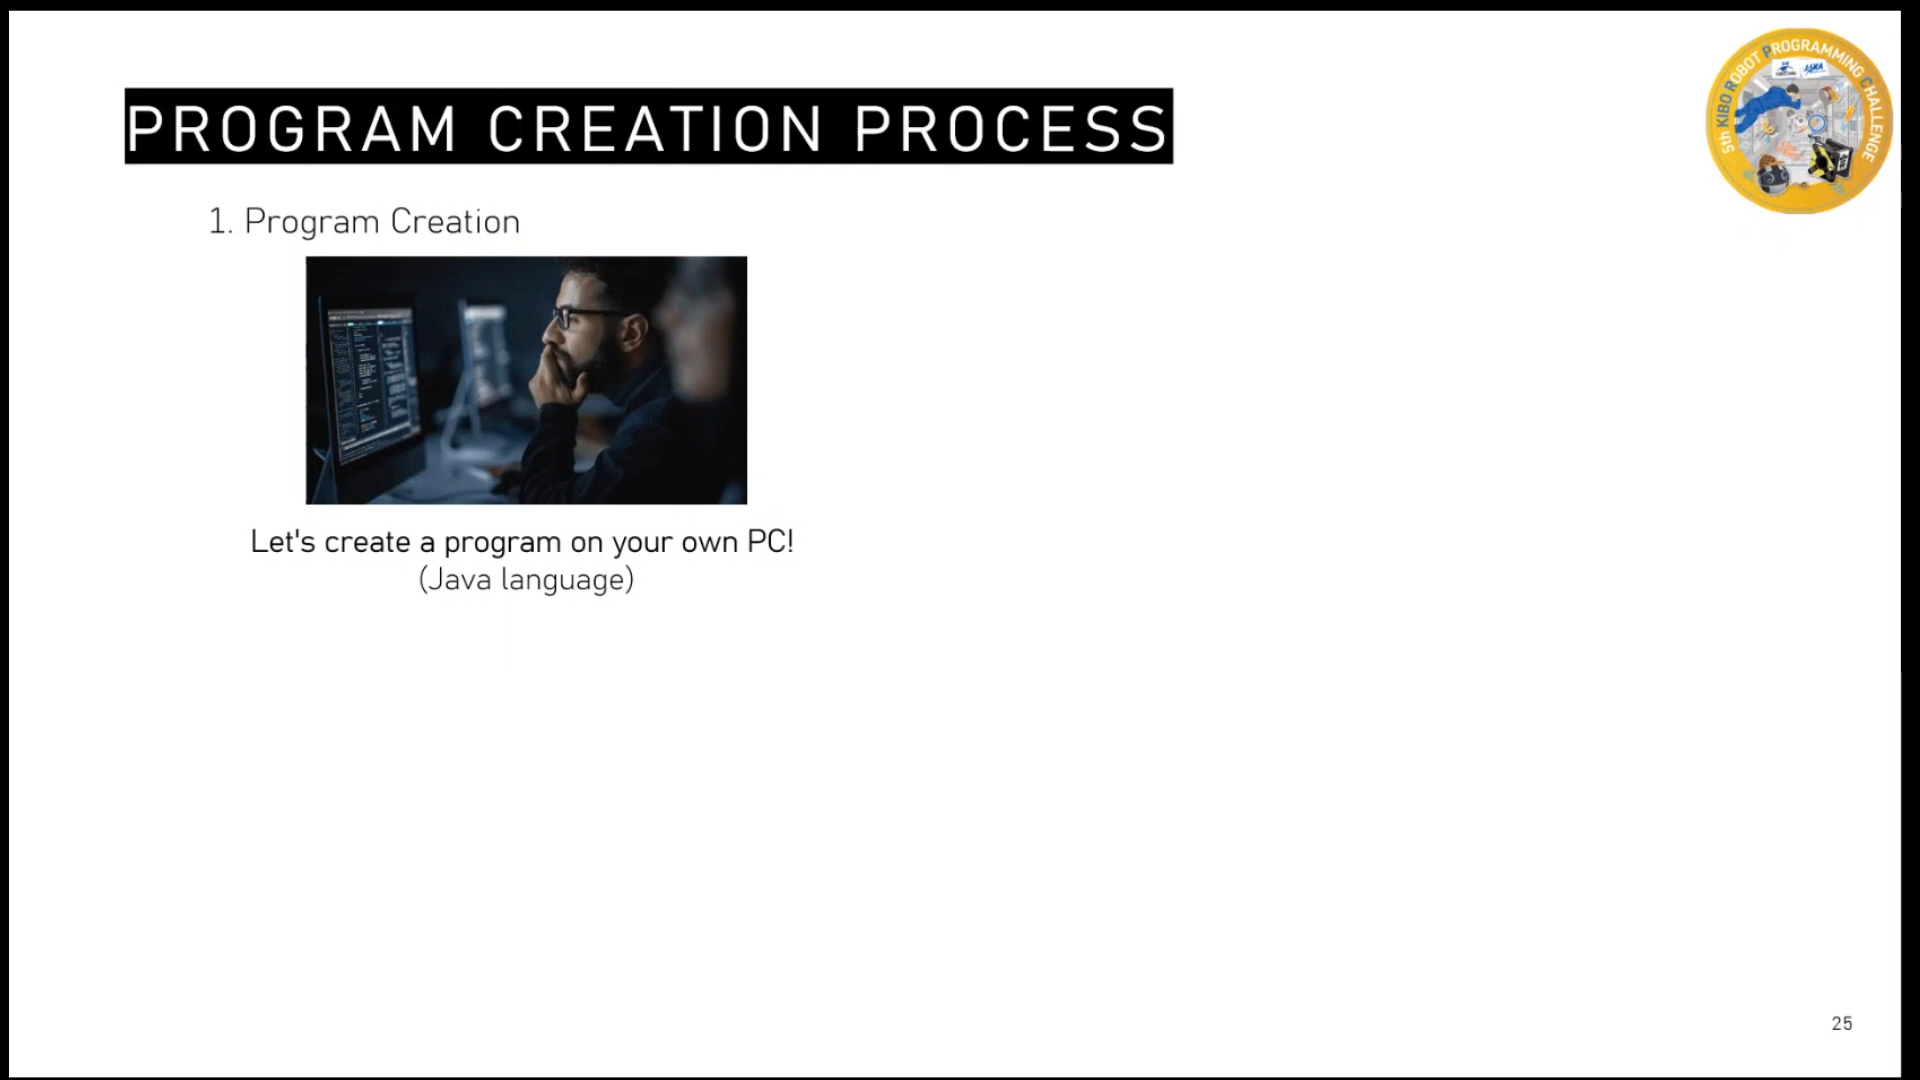 PROGRAM CREATION PROCESS
5th KIBO ROBOT PROGRAMMING CHALLENGE
1. Program Creation
Let's create a program on your own PC!
(Java language)
25